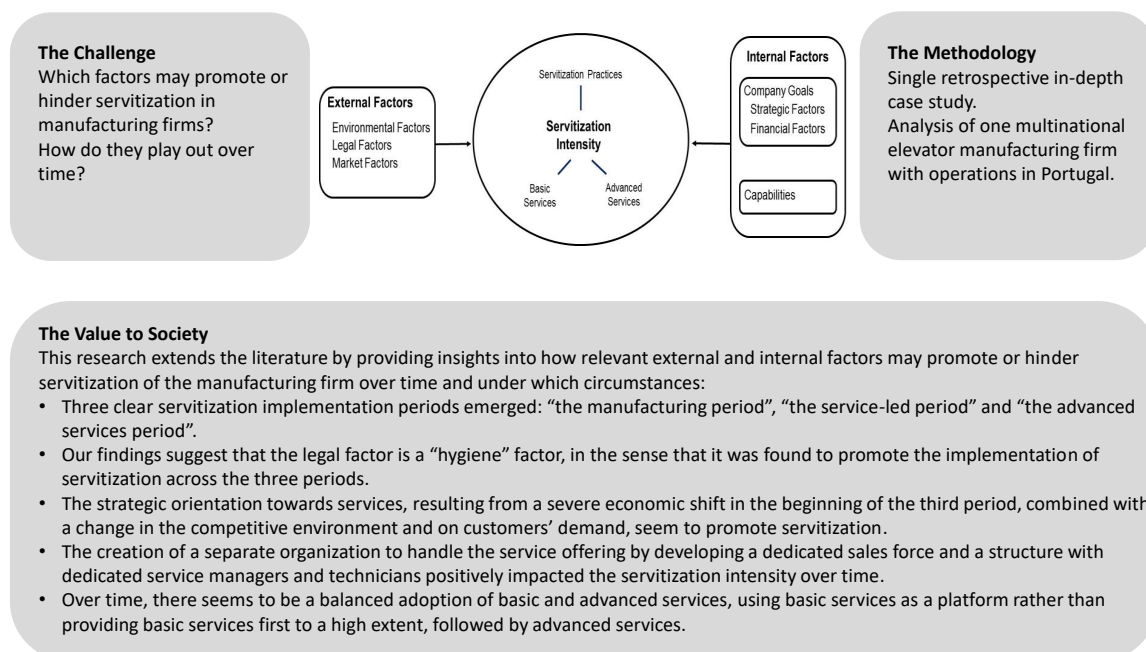 The Challenge
Which factors may promote or
hinder servitization in
manufacturing firms?
How do they play out over
time?
External Factors
Environmental Factors
Legal Factors
Market Factors
Servitization Practices
Servitization
Intensity
Basic
Services
Advanced
Services
Internal Factors
Company Goals
Strategic Factors
Financial Factors
Capabilities
The Methodology
Single retrospective in-depth
case study.
Analysis of one multinational
elevator manufacturing firm
with operations in Portugal.
The Value to Society
This research extends the literature by providing insights into how relevant external and internal factors may promote or hinder
servitization of the manufacturing firm over time and under which circumstances:
• Three clear servitization implementation periods emerged: “the manufacturing period”, “the service-led period” and “the advanced
services period”.
• Our findings suggest that the legal factor is a “hygiene” factor, in the sense that it was found to promote the implementation of
servitization across the three periods.
• The strategic orientation towards services, resulting from a severe economic shift in the beginning of the third period, combined with
a change in the competitive environment and on customers’ demand, seem to promote servitization.
• The creation of a separate organization to handle the service offering by developing a dedicated sales force and a structure with
dedicated service managers and technicians positively impacted the servitization intensity over time.
• Over time, there seems to be a balanced adoption of basic and advanced services, using basic services as a platform rather than
providing basic services first to a high extent, followed by advanced services.